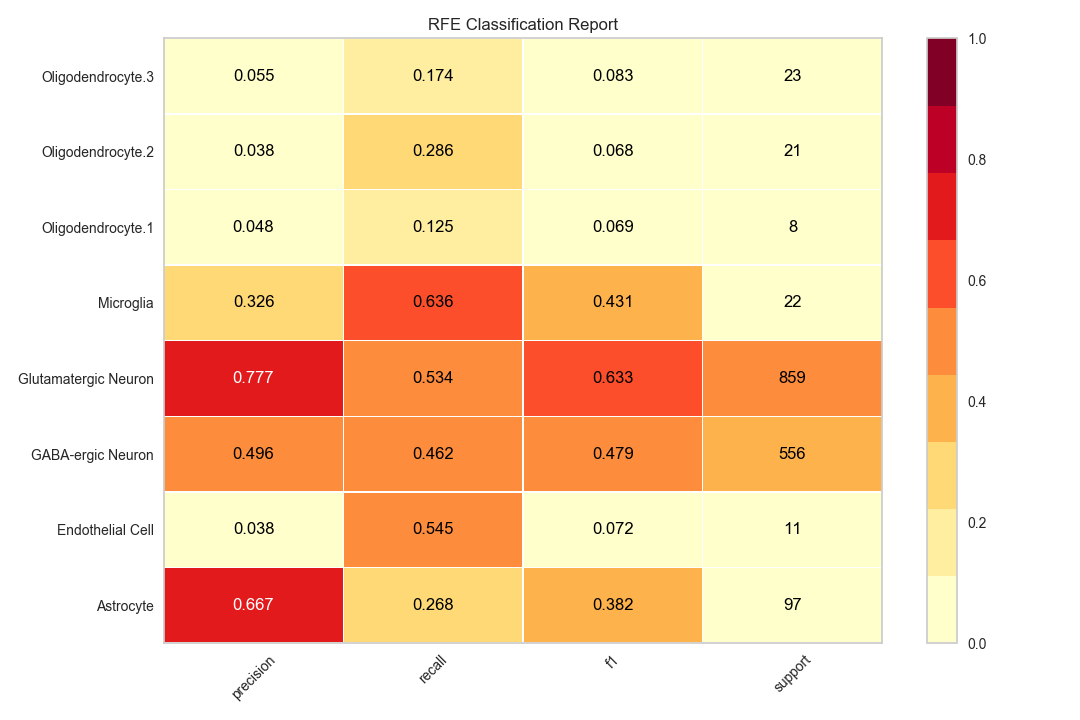 RFE Classification Report
Oligodendrocyte.3 0.055 0.174 0.083 23
Oligodendrocyte.2 0.038 0.286 0.068 21
Oligodendrocyte.1 0.048 0.125 0.069 8
Microglia 0.326 0.636 0.431 22
Glutamatergic Neuron 0.777 0.534 0.633 859
GABA-ergic Neuron 0.496 0.462 0.479 556
Endothelial Cell 0.038 0.545 0.072 11
Astrocyte 0.667 0.268 0.382 97
precision recall f1 support
1.0
0.8
0.6
0.4
0.2
0.0